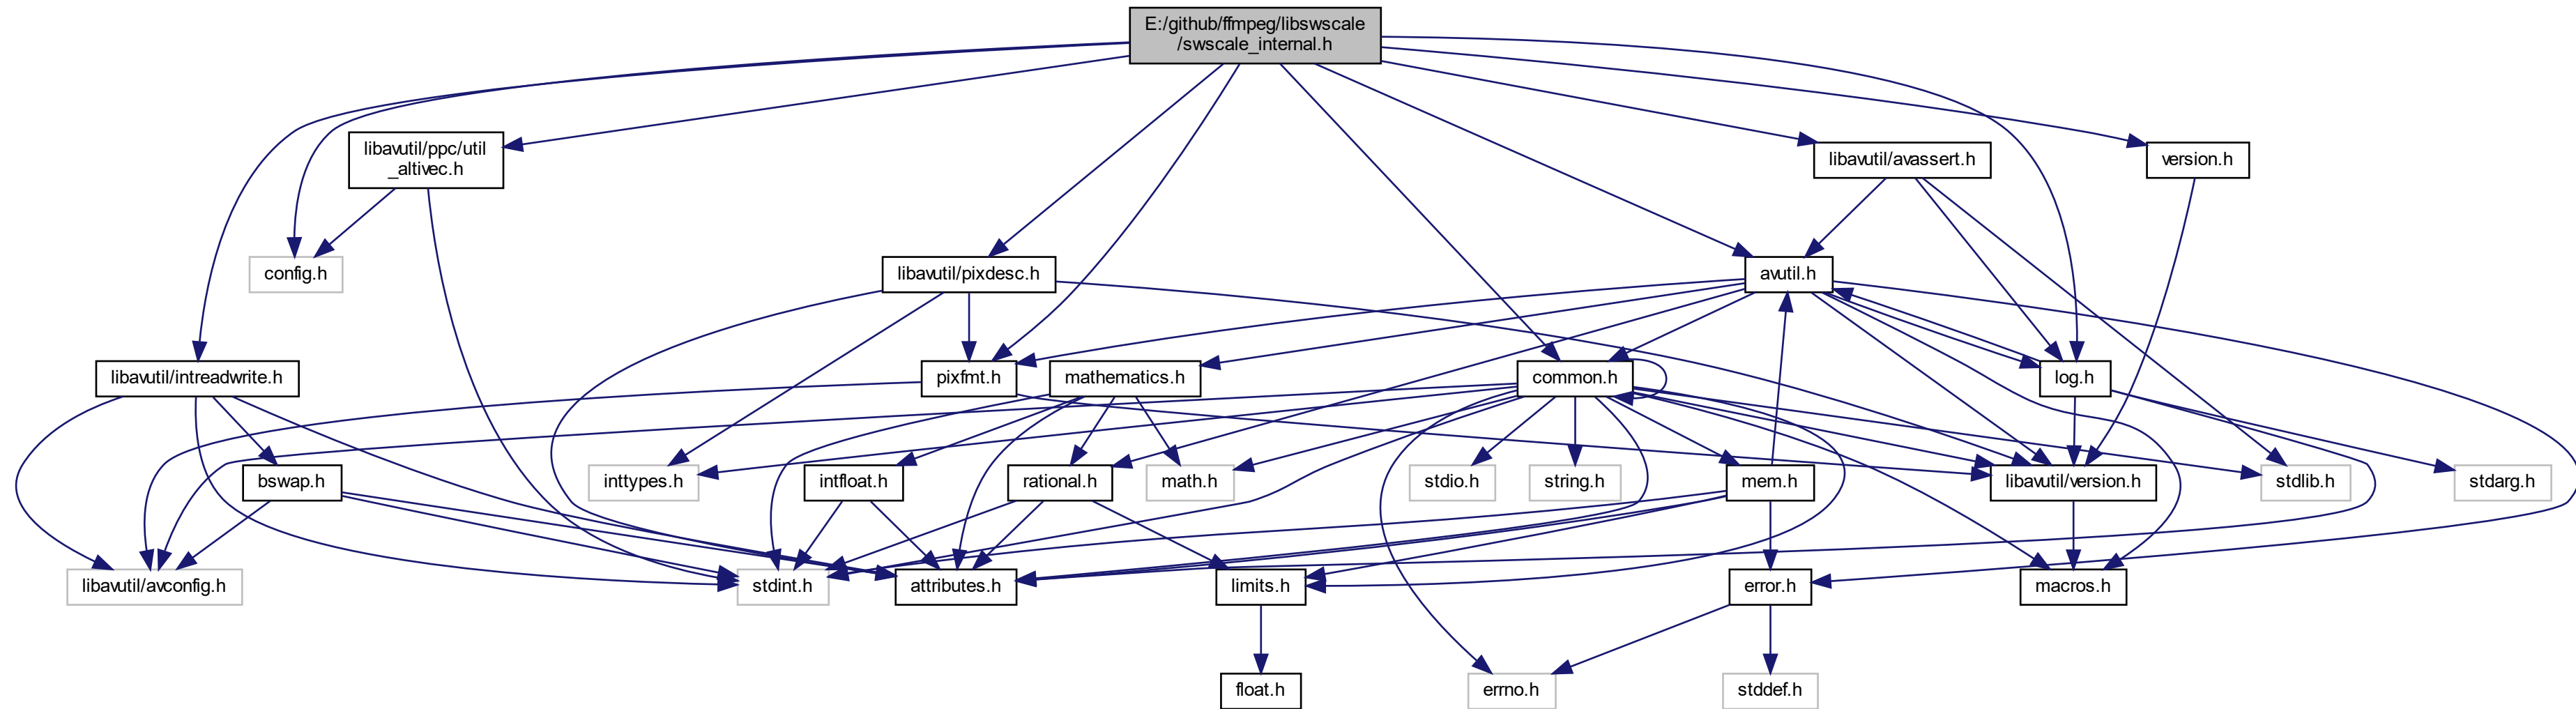 E:/github/ffmpeg/libswscale
/swscale_internal.h
libavutil/ppc/util
_altivec.h
libavutil/avassert.h
version.h
config.h
libavutil/pixdesc.h
avutil.h
libavutil/intreadwrite.h
pixfmt.h
mathematics.h
common.h
log.h
bswap.h
inttypes.h
intfloat.h
rational.h
math.h
stdio.h
string.h
mem.h
libavutil/version.h
stdlib.h
stdarg.h
libavutil/avconfig.h
stdint.h
attributes.h
limits.h
error.h
macros.h
float.h
errno.h
stddef.h